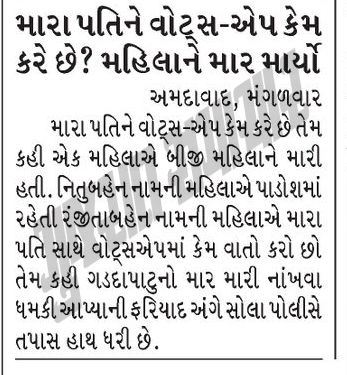 મારા પતિને વોટ્સ-એપ કેમ
કરે છે? મહિલાને માર માર્યો
અમદાવાદ, મંગળવાર
મારા પતિને વોટ્સ-એપ કેમ કરે છે તેમ
કહી એક મહિલાએ બીજી મહિલાને મારી
હતી. નિતુબહેન નામની મહિલાએ પાડોશમાં
રહેતી રંજીતાબહેન નામની મહિલાએ મારા
પતિ સાથે વોટ્સએપમાં કેમ વાતો કરો છો
તેમ કહી ગડદાપાટુનો માર મારી નાંખવા
ધમકી આપ્યાની ફરિયાદ અંગે સોલા પોલીસે
તપાસ હાથ ધરી છે.